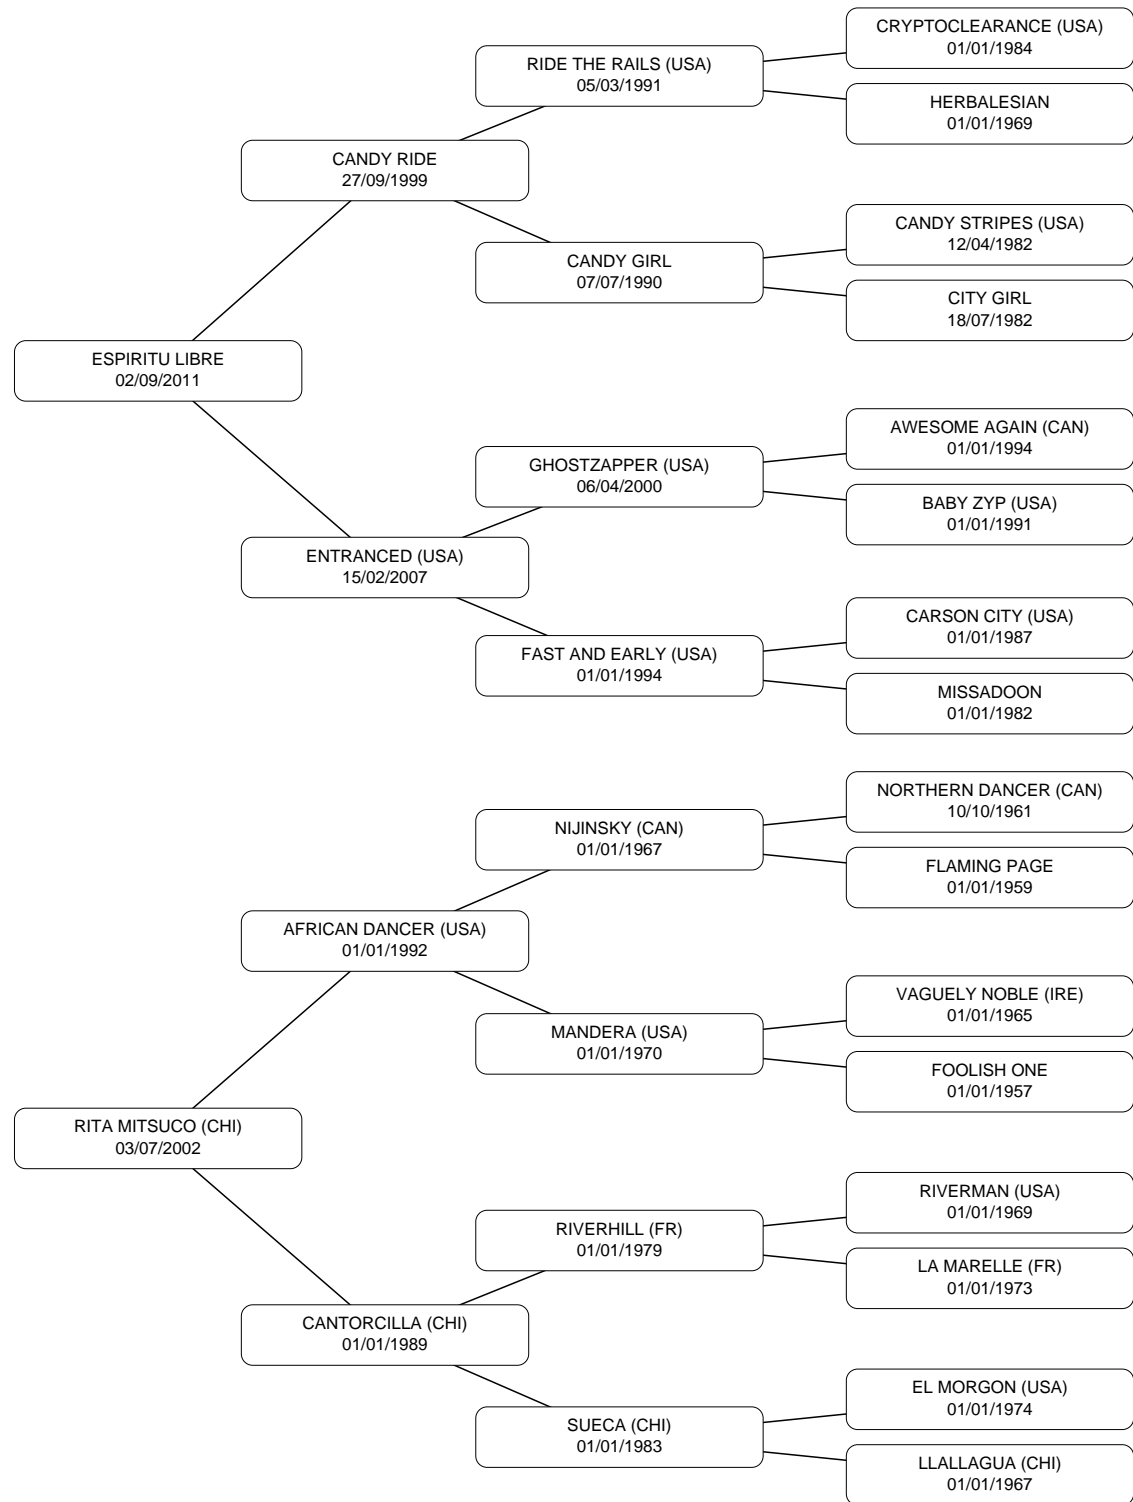 CRYPTOCLEARANCE (USA)
01/01/1984
RIDE THE RAILS (USA)
05/03/1991
HERBALESIAN
01/01/1969
CANDY RIDE
27/09/1999
CANDY STRIPES (USA)
12/04/1982
CANDY GIRL
07/07/1990
CITY GIRL
18/07/1982
ESPIRITU LIBRE
02/09/2011
AWESOME AGAIN (CAN)
01/01/1994
GHOSTZAPPER (USA)
06/04/2000
BABY ZYP (USA)
01/01/1991
ENTRANCED (USA)
15/02/2007
CARSON CITY (USA)
01/01/1987
FAST AND EARLY (USA)
01/01/1994
MISSADOON
01/01/1982
NORTHERN DANCER (CAN)
10/10/1961
NIJINSKY (CAN)
01/01/1967
FLAMING PAGE
01/01/1959
AFRICAN DANCER (USA)
01/01/1992
VAGUELY NOBLE (IRE)
01/01/1965
MANDERA (USA)
01/01/1970
FOOLISH ONE
01/01/1957
RITA MITSUCO (CHI)
03/07/2002
RIVERMAN (USA)
01/01/1969
RIVERHILL (FR)
01/01/1979
LA MARELLE (FR)
01/01/1973
CANTORCILLA (CHI)
01/01/1989
EL MORGON (USA)
01/01/1974
SUECA (CHI)
01/01/1983
LLALLAGUA (CHI)
01/01/1967